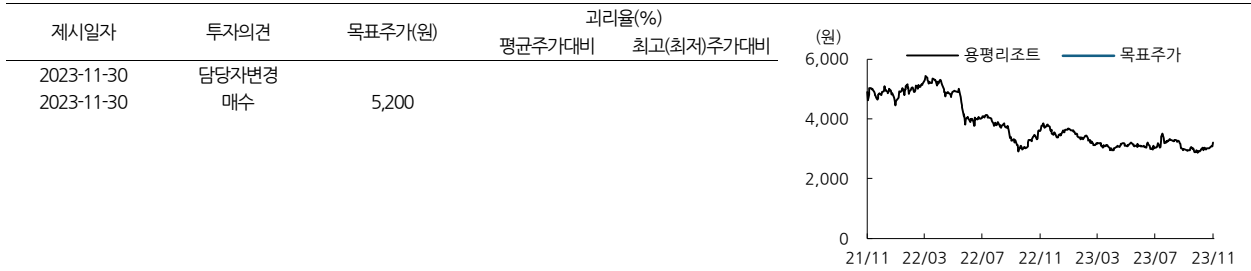 제시일자 투자의견 목표주가(원) 괴리율(%)
평균주가대비 최고(최저)주가대비
2023-11-30 담당자변경
2023-11-30 매수 5,200
(원)
용평리조트 목표주가
6,000
4,000
2,000
0
21/11 22/03 22/07 22/11 23/03 23/07 23/11